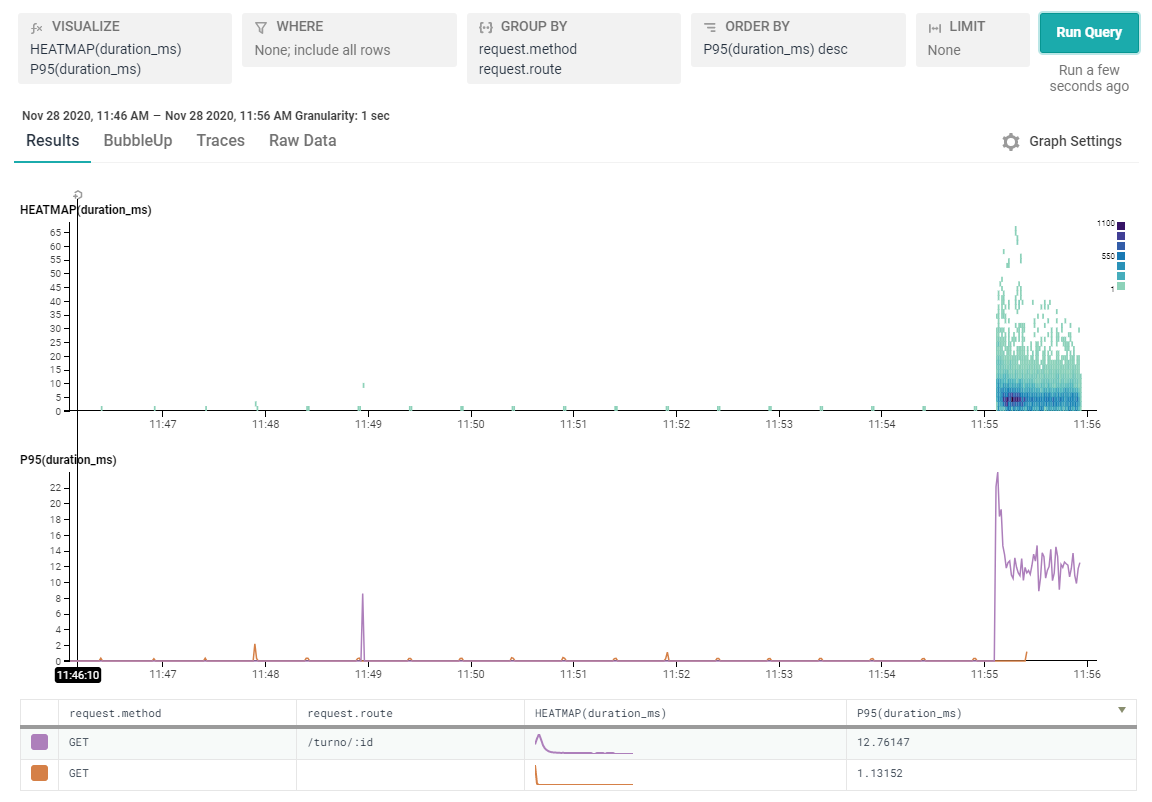 VISUALIZE
HEATMAP(duration_ms)
P95(duration_ms)
WHERE
None; include all rows
GROUP BY
request.method
request.route
ORDER BY
P95(duration_ms) desc
LIMIT
None
Run Query
Run a few
seconds ago
Nov 28 2020, 11:46 AM – Nov 28 2020, 11:56 AM Granularity: 1 sec
Results BubbleUp Traces Raw Data Graph Settings
HEATMAP(duration_ms)
65
60
55
50
45
40
35
30
25
20
15
10
5
0
1100
550
1
11:47 11:48 11:49 11:50 11:51 11:52 11:53 11:54 11:55 11:56
P95(duration_ms)
22
20
18
16
14
12
10
8
6
4
2
0
11:46:10 11:47 11:48 11:49 11:50 11:51 11:52 11:53 11:54 11:55 11:56
request.method request.route HEATMAP(duration_ms) P95(duration_ms)
GET /turno/:id 12.76147
GET 1.13152